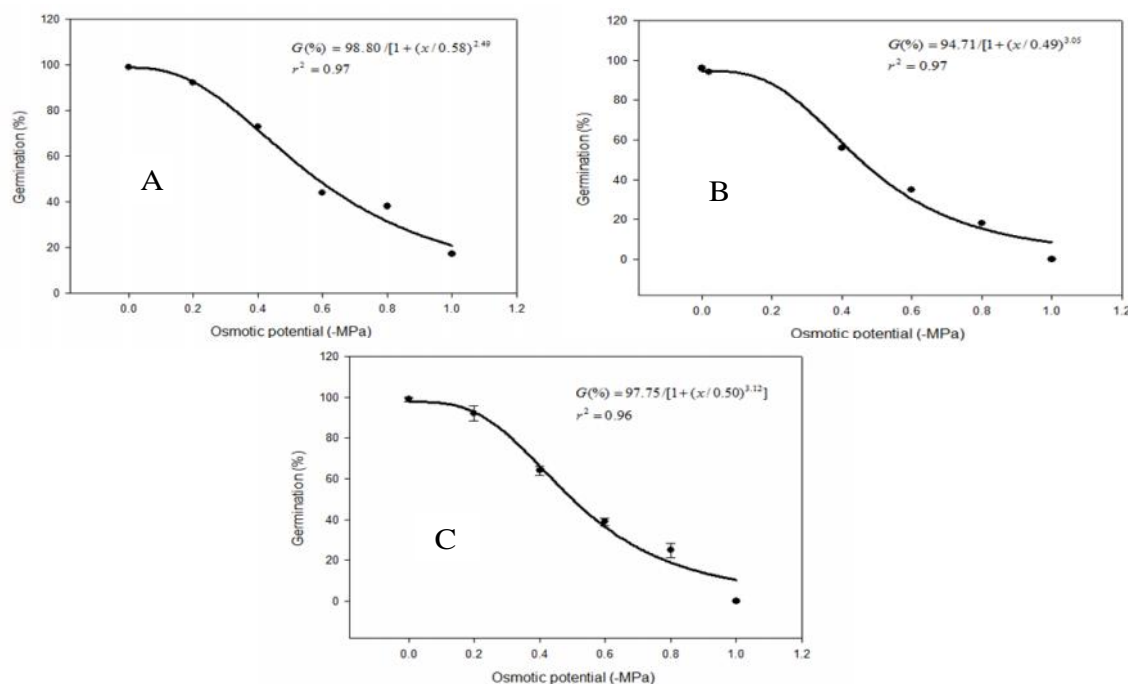 120
100
80
60
40
20
0
Germination (%)
G(%) = 98.80/[1+(x/0.58)^2.49
r² = 0.97
A
0.0 0.2 0.4 0.6 0.8 1.0 1.2
Osmotic potential (-MPa)
120
100
80
60
40
20
0
Germination (%)
G(%) = 94.71/[1+(x/0.49)^3.05
r² = 0.97
B
0.0 0.2 0.4 0.6 0.8 1.0 1.2
Osmotic potential (-MPa)
120
100
80
60
40
20
0
Germination (%)
G(%) = 97.75/[1+(x/0.50)^3.12]
r² = 0.96
C
0.0 0.2 0.4 0.6 0.8 1.0 1.2
Osmotic potential (-MPa)